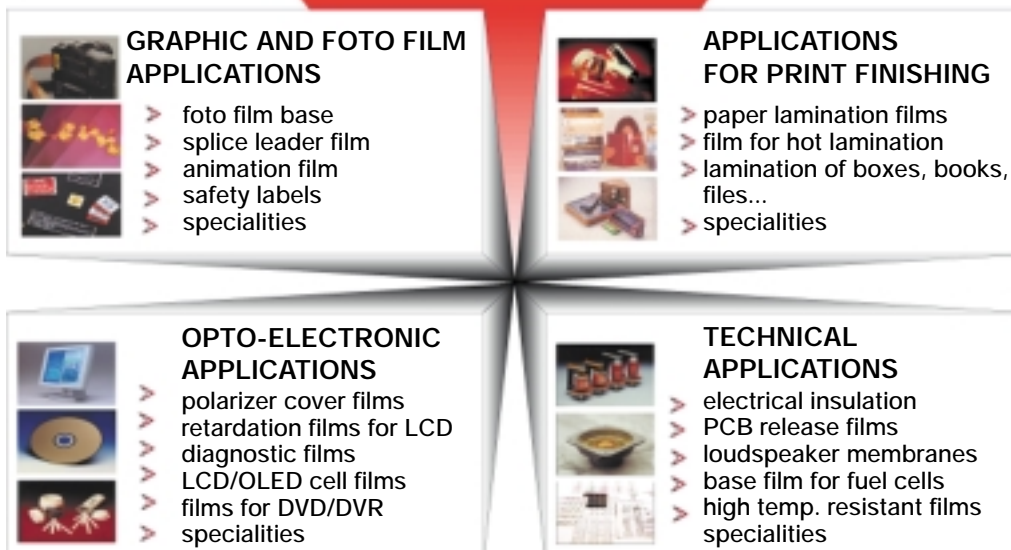 GRAPHIC AND FOTO FILM
APPLICATIONS
foto film base
splice leader film
animation film
safety labels
specialities
APPLICATIONS
FOR PRINT FINISHING
paper lamination films
film for hot lamination
lamination of boxes, books,
files...
specialities
OPTO-ELECTRONIC
APPLICATIONS
polarizer cover films
retardation films for LCD
diagnostic films
LCD/OLED cell films
films for DVD/DVR
specialities
TECHNICAL
APPLICATIONS
electrical insulation
PCB release films
loudspeaker membranes
base film for fuel cells
high temp. resistant films
specialities